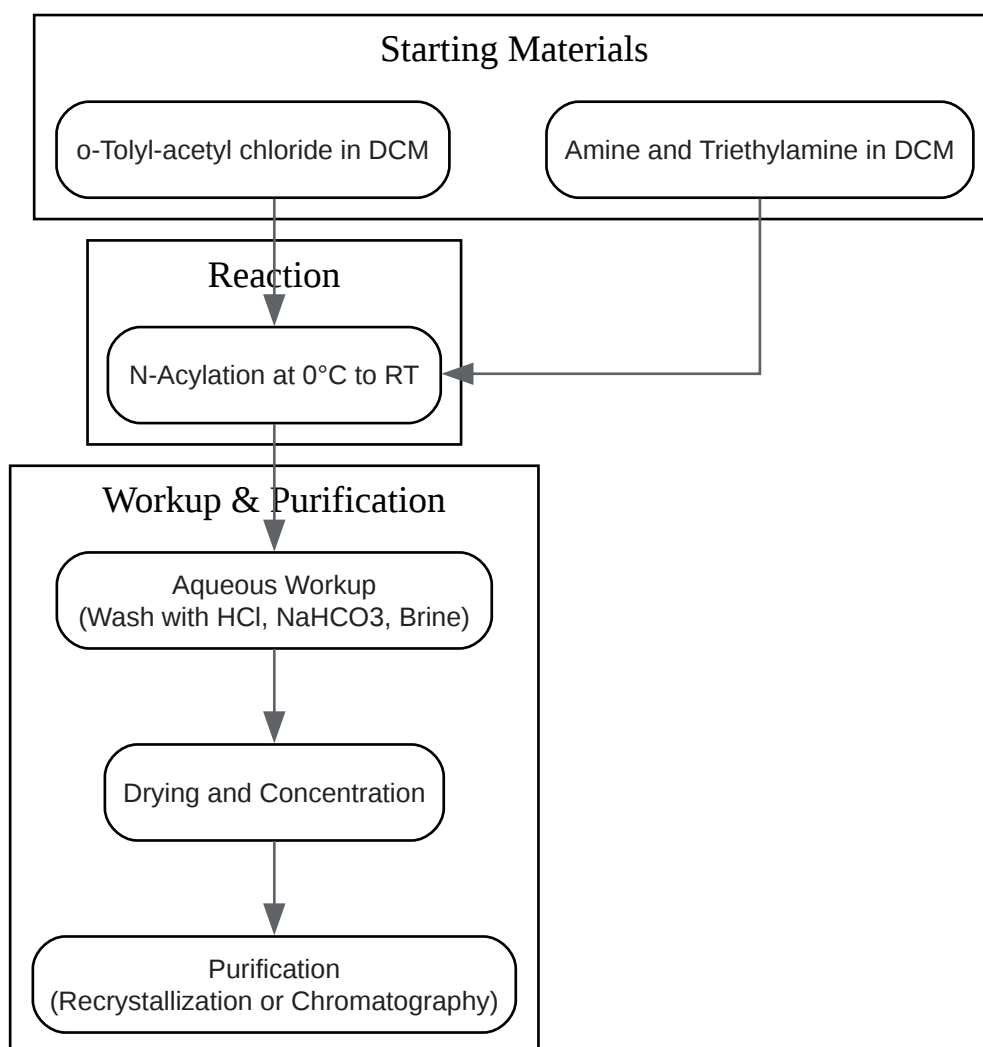 Starting Materials
o-Tolyl-acetyl chloride in DCM
Amine and Triethylamine in DCM
Reaction
N-Acylation at 0°C to RT
Workup & Purification
Aqueous Workup
(Wash with HCl, NaHCO3, Brine)
Drying and Concentration
Purification
(Recrystallization or Chromatography)